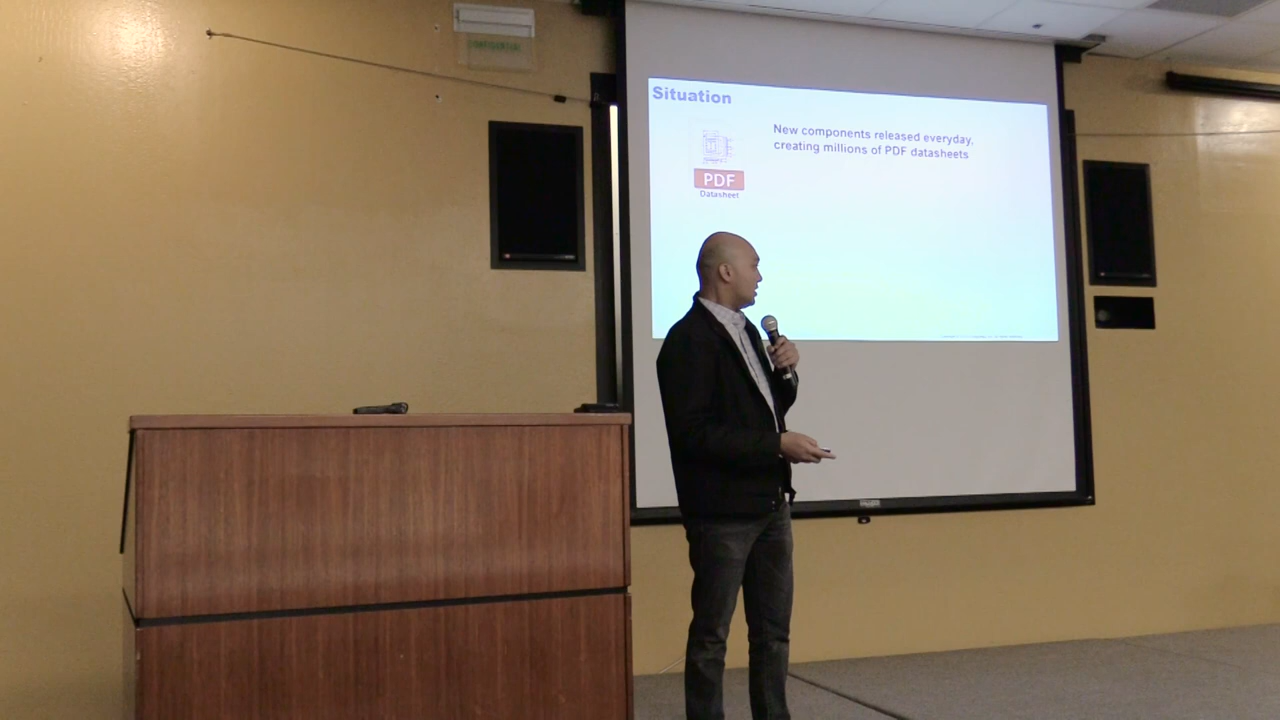 Situation
New components released everyday,
creating millions of PDF datasheets
PDF
Datasheet